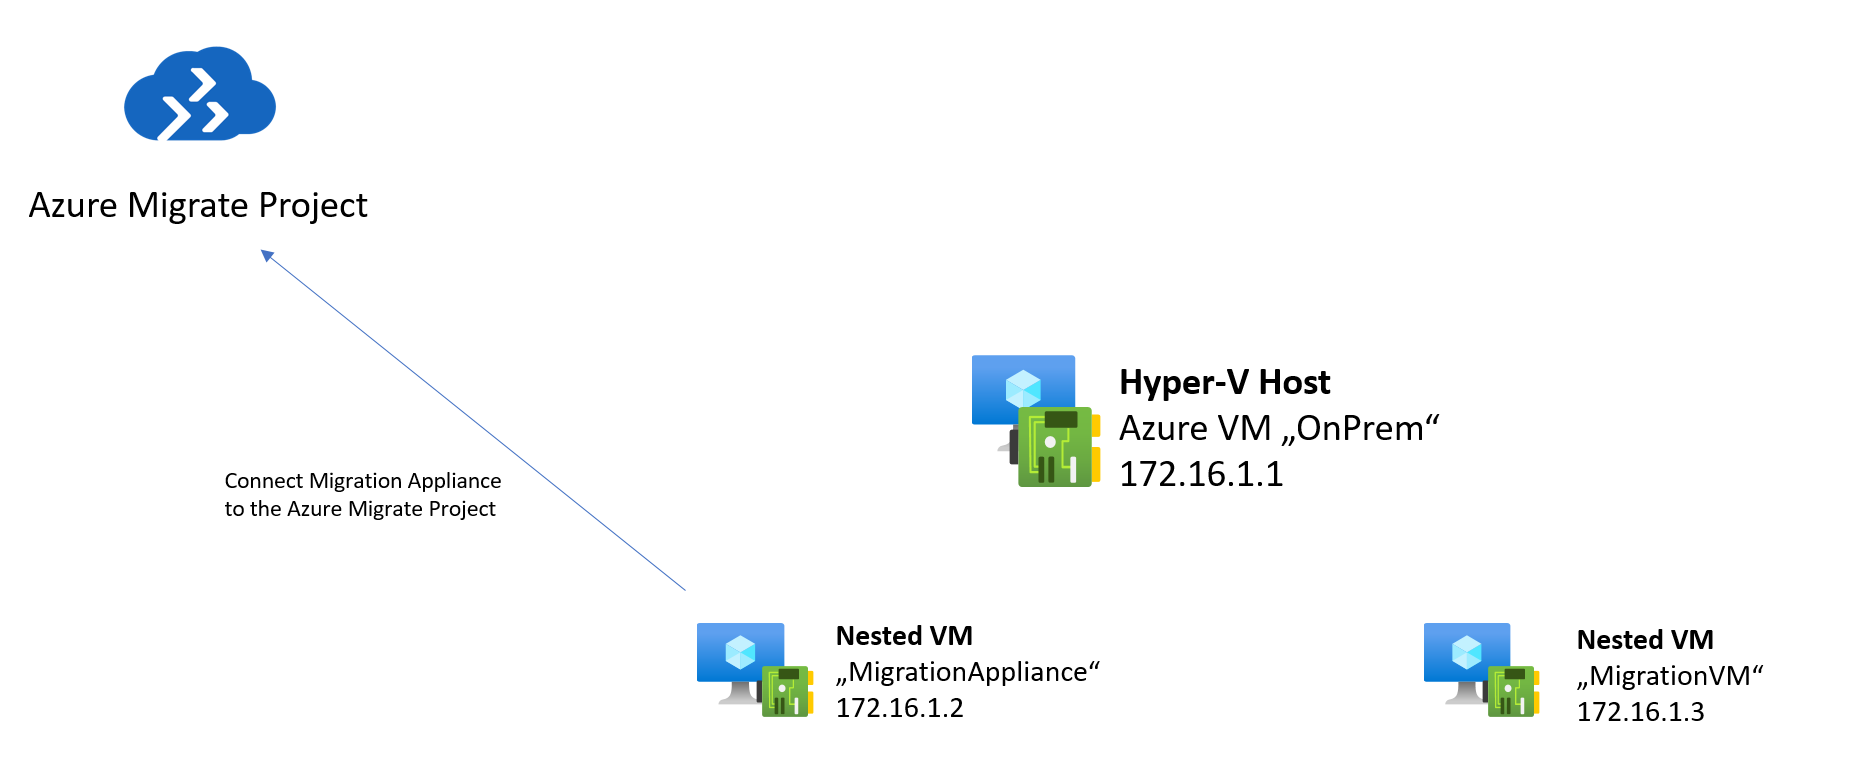 Azure Migrate Project
Hyper-V Host
Azure VM „OnPrem“
172.16.1.1
Connect Migration Appliance
to the Azure Migrate Project
Nested VM
„MigrationAppliance“
172.16.1.2
Nested VM
„MigrationVM“
172.16.1.3